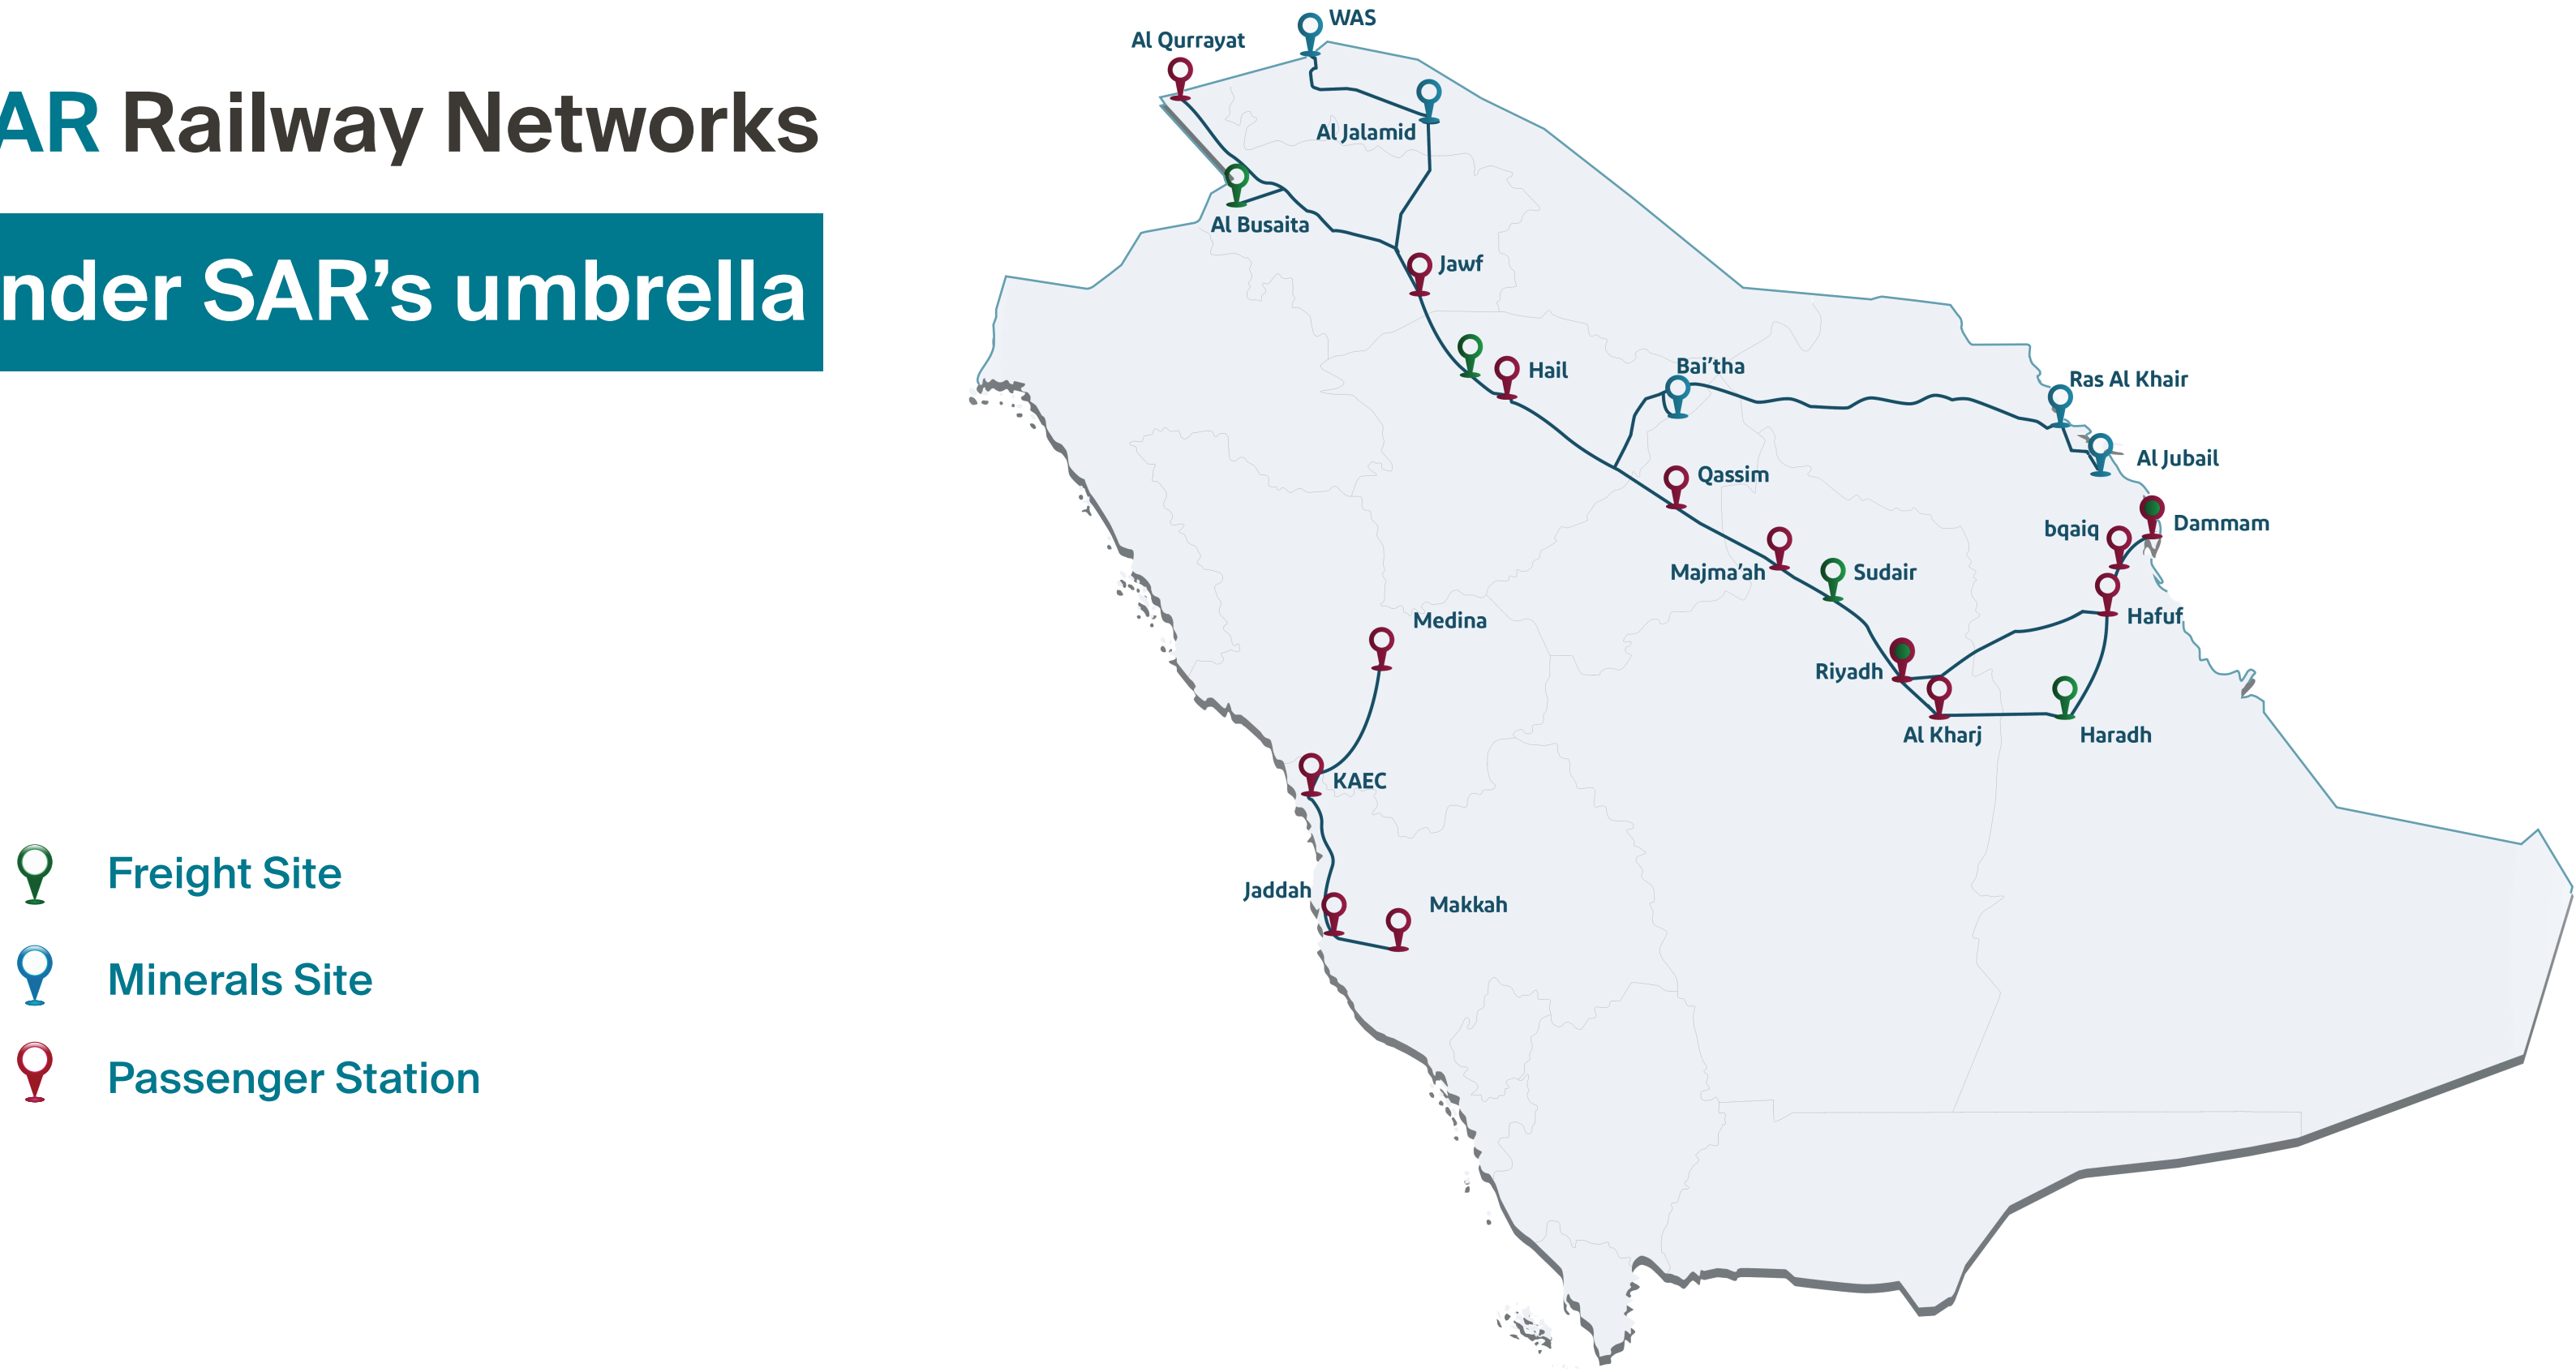 AR Railway Networks
nder SAR’s umbrella
Freight Site
Minerals Site
Passenger Station
WAS
Al Qurrayat
Al Jalamid
Al Busaita
Jawf
Hail
Bai’tha
Ras Al Khair
Al Jubail
Qassim
Dammam
bqaiq
Majma’ah
Sudair
Hafuf
Medina
Riyadh
Al Kharj
Haradh
KAEC
Jaddah
Makkah